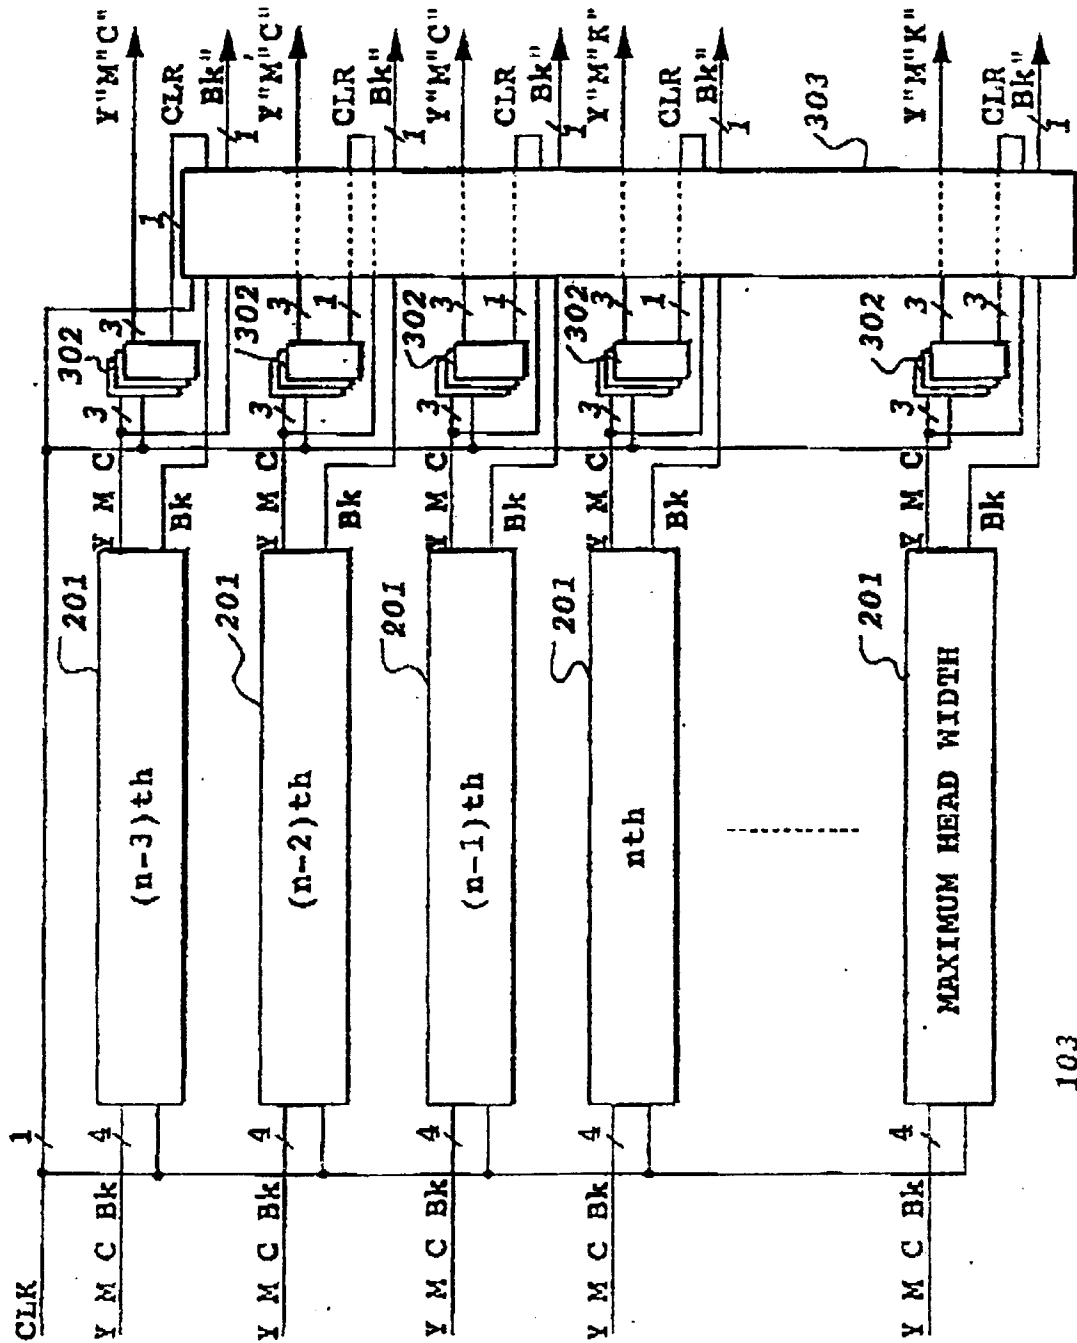 CLK
1
Y M C Bk
4
201
(n-3)th
Y M C
Bk
3
302
3
1
Y"M"C"
CLR
Bk"
1
Y M C Bk
4
201
(n-2)th
Y M C
Bk
3
302
3
1
Y"M"C"
CLR
Bk"
1
Y M C Bk
4
201
(n-1)th
Y M C
Bk
3
302
3
1
Y"M"C"
CLR
Bk"
1
Y M C Bk
4
201
nth
Y M C
Bk
3
302
3
1
Y"M"K"
CLR
Bk"
1
303
Y M C Bk
4
201
MAXIMUM HEAD WIDTH
Y M C
Bk
3
302
3
3
Y"M"K"
CLR
Bk"
1
103